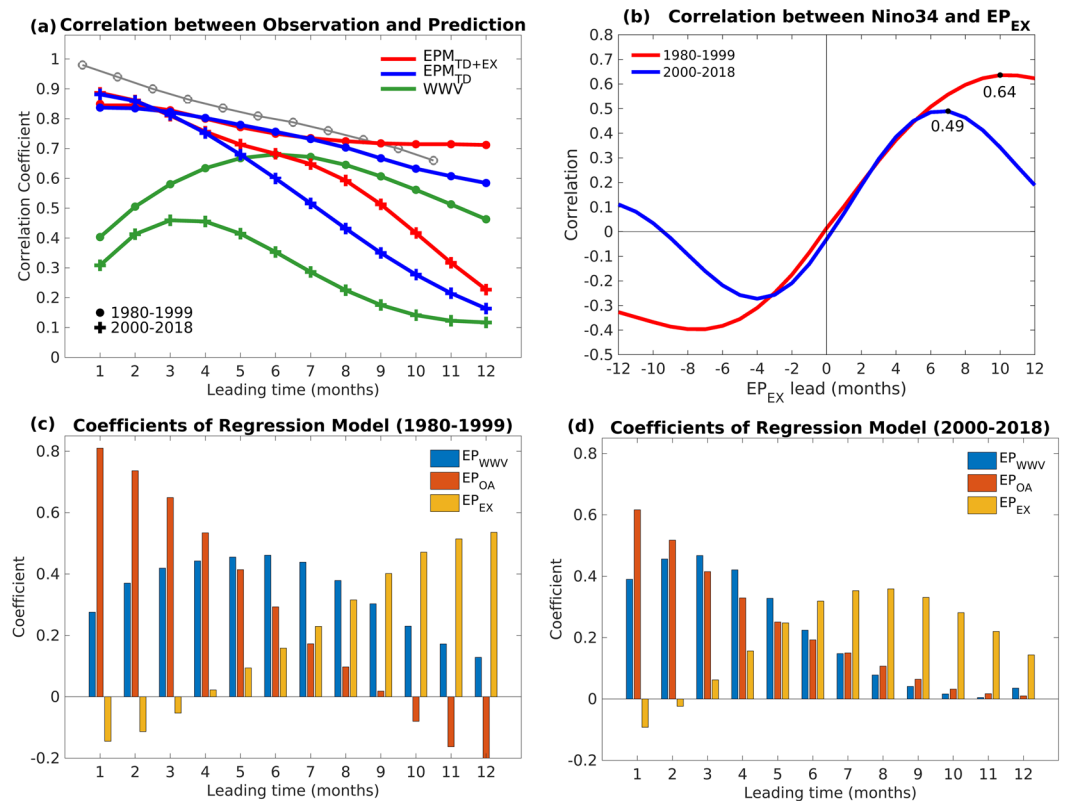 (a) Correlation between Observation and Prediction
Correlation Coefficient
1
0.9
0.8
0.7
0.6
0.5
0.4
0.3
0.2
0.1
0
EPM_TD+EX
EPM_TD
WWV
1980-1999
2000-2018
1 2 3 4 5 6 7 8 9 10 11 12
Leading time (months)
(b) Correlation between Nino34 and EP_EX
Correlation
0.8
0.7
0.6
0.5
0.4
0.3
0.2
0.1
0
-0.1
-0.2
-0.3
-0.4
-0.5
1980-1999
2000-2018
0.64
0.49
-12 -10 -8 -6 -4 -2 0 2 4 6 8 10 12
EP_EX lead (months)
(c) Coefficients of Regression Model (1980-1999)
Coefficient
0.8
0.6
0.4
0.2
0
-0.2
EP_WWV
EP_OA
EP_EX
1 2 3 4 5 6 7 8 9 10 11 12
Leading time (months)
(d) Coefficients of Regression Model (2000-2018)
Coefficient
0.8
0.6
0.4
0.2
0
-0.2
EP_WWV
EP_OA
EP_EX
1 2 3 4 5 6 7 8 9 10 11 12
Leading time (months)